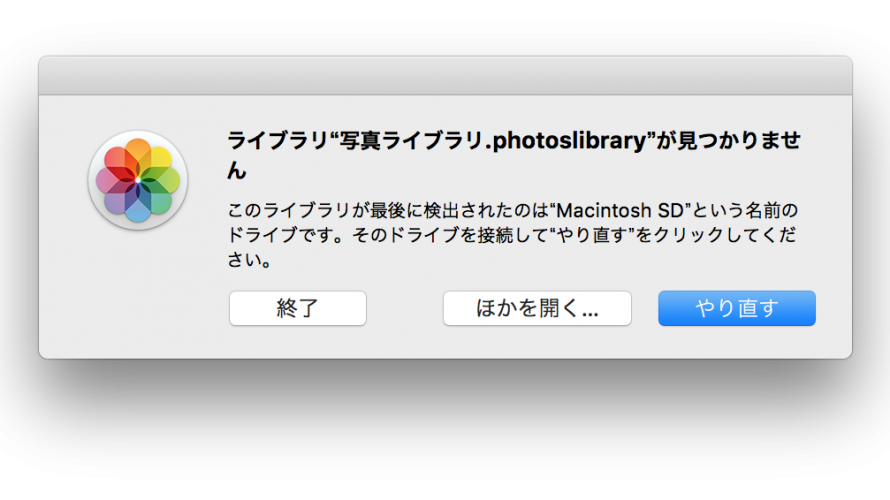 ライブラリ“写真ライブラリ.photoslibrary”が見つかりませ
ん
このライブラリが最後に検出されたのは“Macintosh SD”という名前の
ドライブです。そのドライブを接続して“やり直す”をクリックしてくだ
さい。
終了
ほかを開く...
やり直す